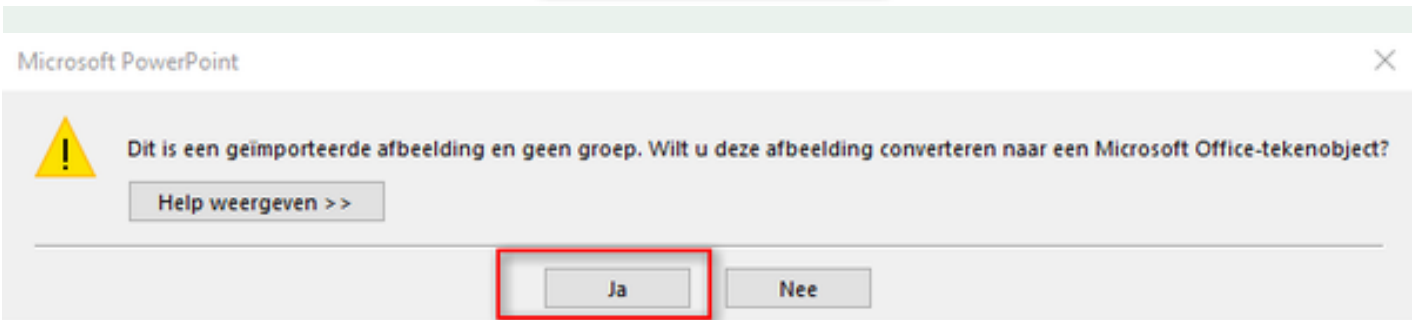 Microsoft PowerPoint
Dit is een geïmporteerde afbeelding en geen groep. Wilt u deze afbeelding converteren naar een Microsoft Office-tekenobject?
Help weergeven >>
Ja Nee